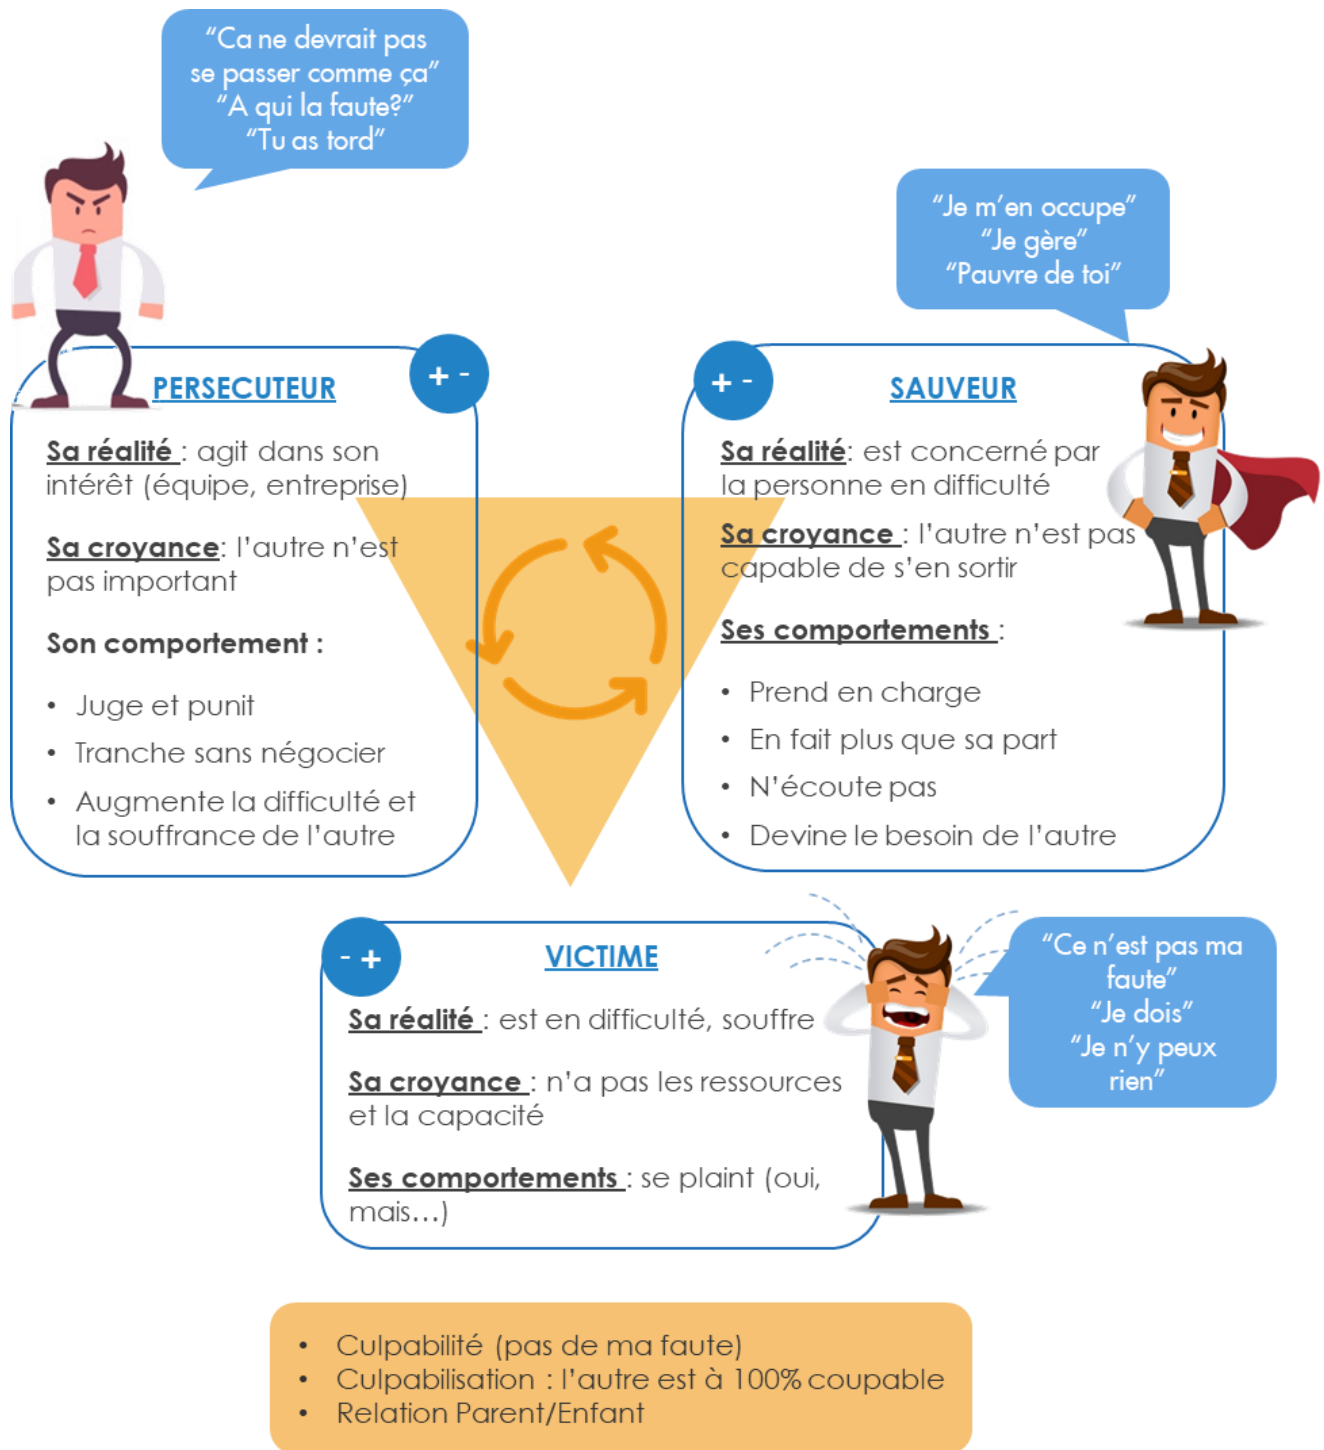 “Ca ne devrait pas
se passer comme ça”
“A qui la faute?”
“Tu as tord”
“Je m’en occupe”
“Je gère”
“Pauvre de toi”
+ -
PERSECUTEUR
Sa réalité : agit dans son
intérêt (équipe, entreprise)
Sa croyance: l’autre n’est
pas important
Son comportement :
• Juge et punit
• Tranche sans négocier
• Augmente la difficulté et
la souffrance de l’autre
+ -
SAUVEUR
Sa réalité: est concerné par
la personne en difficulté
Sa croyance : l’autre n’est pas
capable de s’en sortir
Ses comportements :
• Prend en charge
• En fait plus que sa part
• N’écoute pas
• Devine le besoin de l’autre
- +
VICTIME
Sa réalité : est en difficulté, souffre
Sa croyance : n’a pas les ressources
et la capacité
Ses comportements : se plaint (oui,
mais…)
“Ce n’est pas ma
faute”
“Je dois”
“Je n’y peux
rien”
• Culpabilité (pas de ma faute)
• Culpabilisation : l’autre est à 100% coupable
• Relation Parent/Enfant